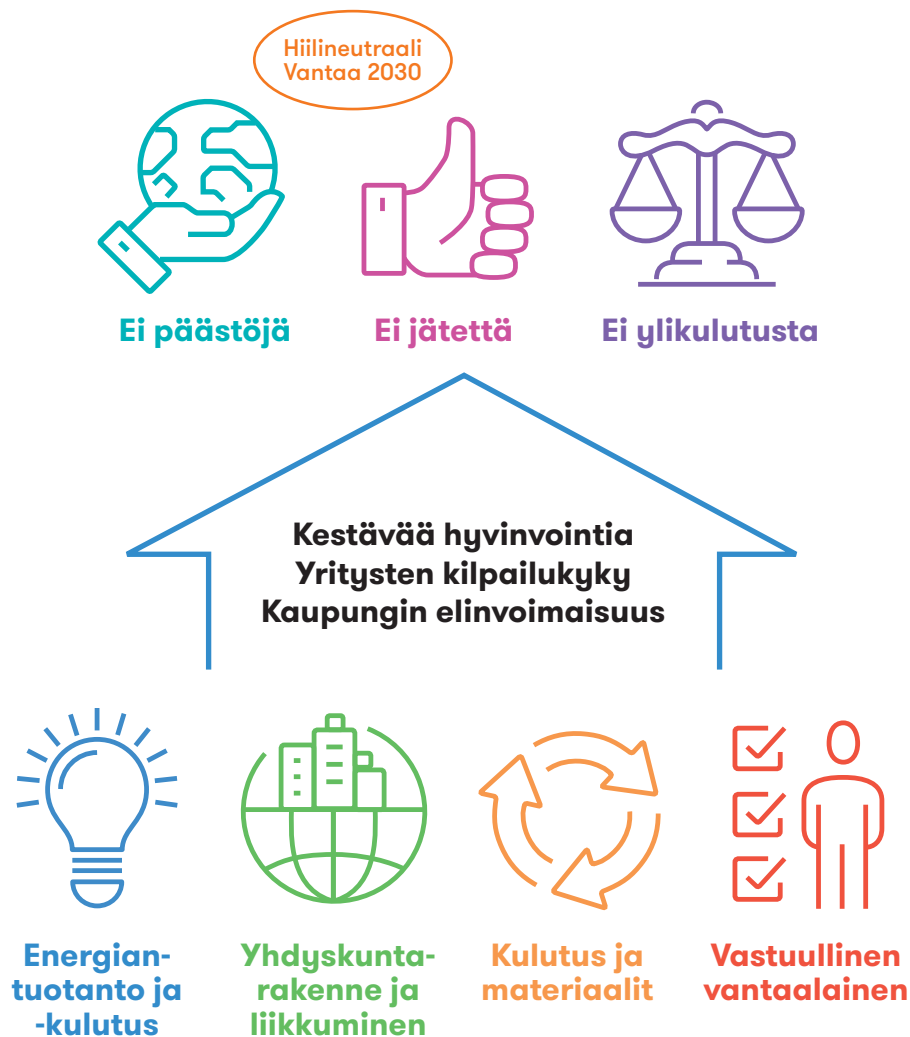 Hiilineutraali
Vantaa 2030
Ei päästöjä
Ei jätettä
Ei ylikulutusta
Kestävää hyvinvointia
Yritysten kilpailukyky
Kaupungin elinvoimaisuus
Energian-
tuotanto ja
-kulutus
Yhdyskunta-
rakenne ja
liikkuminen
Kulutus ja
materiaalit
Vastuullinen
vantaalainen